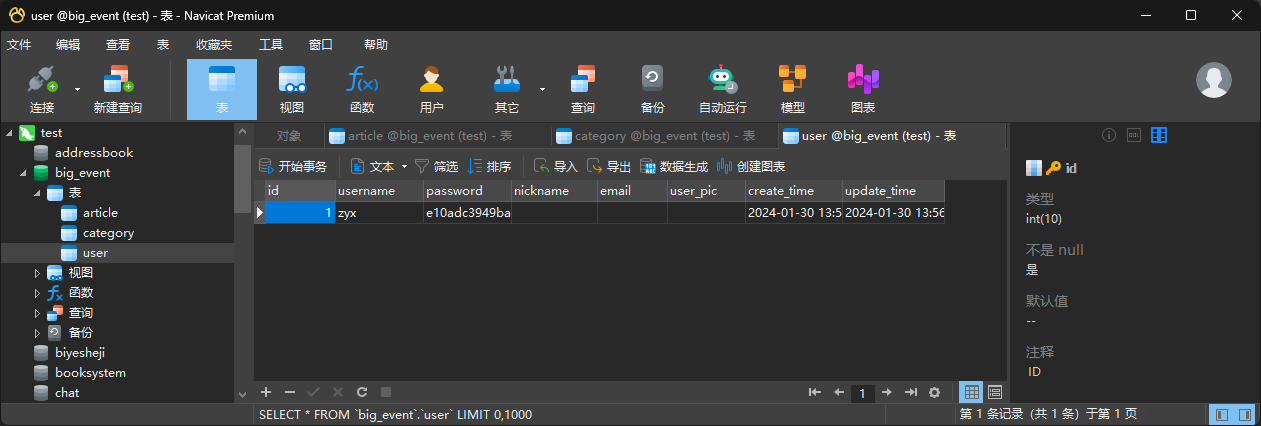 user @big_event (test) - 表 - Navicat Premium
文件 编辑 查看 表 收藏夹 工具 窗口 帮助
连接 新建查询 表 视图 函数 用户 其它 查询 备份 自动运行 模型 图表
test
addressbook
big_event
表
article
category
user
视图
函数
查询
备份
biyesheji
booksystem
chat
对象 article @big_event (test) - 表 category @big_event (test) - 表 user @big_event (test) - 表
开始事务 文本 筛选 排序 导入 导出 数据生成 创建图表
id username password nickname email user_pic create_time update_time
1 zyx e10adc3949ba 2024-01-30 13:5 2024-01-30 13:56
1
SELECT * FROM `big_event`.`user` LIMIT 0,1000
第 1 条记录（共 1 条）于第 1 页
id
类型
int(10)
不是 null
是
默认值
--
注释
ID